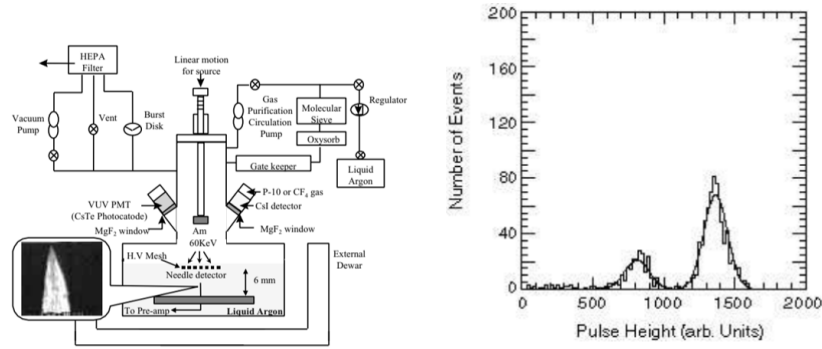 HEPA
Filter
Linear motion
for source
Vacuum
Pump
Vent
Burst
Disk
Gas
Purification
Circulation
Pump
Molecular
Sieve
Oxysorb
Regulator
Gate keeper
Liquid
Argon
VUV PMT
(CsTe Photocatode)
MgF₂ window
P-10 or CF₄ gas
CsI detector
MgF₂ window
Am
60KeV
H.V Mesh
Needle detector
6 mm
External
Dewar
To Pre-amp
Liquid Argon
Number of Events
200
160
120
80
40
0
0 500 1000 1500 2000
Pulse Height (arb. Units)